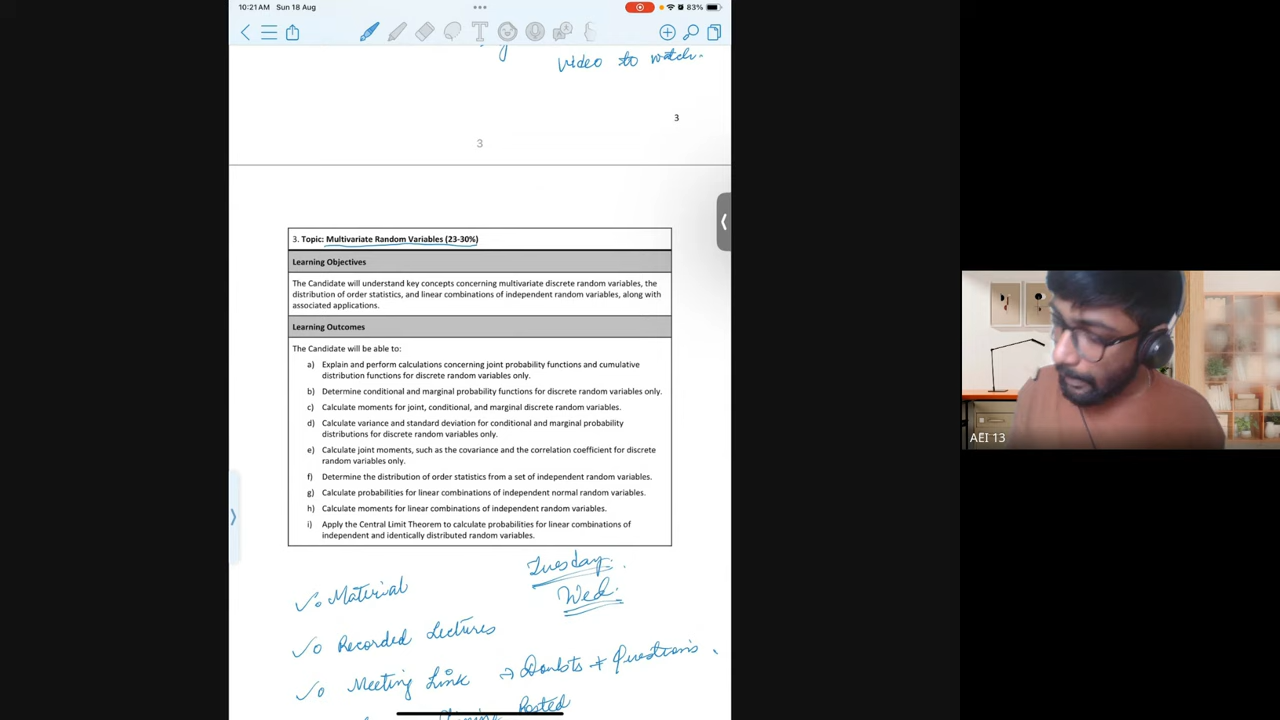 10:21AM Sun 18 Aug
83%
video to watch.
3
3
3. Topic: Multivariate Random Variables (23-30%)
Learning Objectives
The Candidate will understand key concepts concerning multivariate discrete random variables, the
distribution of order statistics, and linear combinations of independent random variables, along with
associated applications.
Learning Outcomes
The Candidate will be able to:
a) Explain and perform calculations concerning joint probability functions and cumulative
distribution functions for discrete random variables only.
b) Determine conditional and marginal probability functions for discrete random variables only.
c) Calculate moments for joint, conditional, and marginal discrete random variables.
d) Calculate variance and standard deviation for conditional and marginal probability
distributions for discrete random variables only.
e) Calculate joint moments, such as the covariance and the correlation coefficient for discrete
random variables only.
f) Determine the distribution of order statistics from a set of independent random variables.
g) Calculate probabilities for linear combinations of independent normal random variables.
h) Calculate moments for linear combinations of independent random variables.
i) Apply the Central Limit Theorem to calculate probabilities for linear combinations of
independent and identically distributed random variables.
Tuesday:
Wed:
Material
Recorded Lectures
Meeting Link → Doubts + Questions
Posted
AEI 13